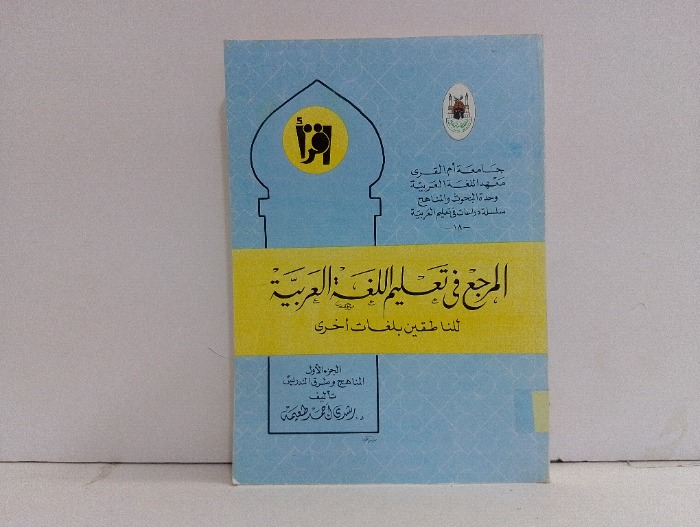 اقرأ
جامعة أم القرى
معهد اللغة العربية
وحدة البحوث والمناهج
سلسلة دراسات في تعليم العربية
-١٨-
المرجع في تعليم اللغة العربية
للناطقين بلغات أخرى
الجزء الأول
المناهج وطرق التدريس
تأليف
د. رشدي أحمد طعيمة